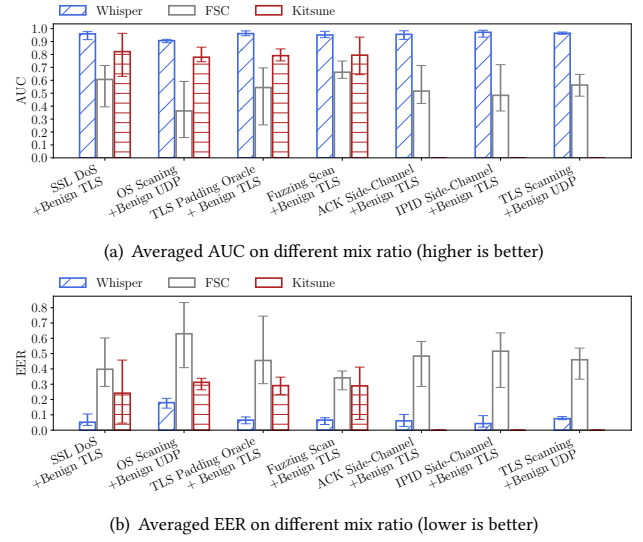 Whisper FSC Kitsune
1.0
0.9
0.8
0.7
0.6
0.5
0.4
0.3
0.2
0.1
0.0
AUC
SSL DoS
+Benign TLS
OS Scaning
+Benign UDP
TLS Padding Oracle
+ Benign TLS
Fuzzing Scan
+Benign TLS
ACK Side-Channel
+Benign TLS
IPID Side-Channel
+Benign TLS
TLS Scanning
+Benign UDP
(a) Averaged AUC on different mix ratio (higher is better)
Whisper FSC Kitsune
0.8
0.7
0.6
0.5
0.4
0.3
0.2
0.1
0.0
EER
SSL DoS
+Benign TLS
OS Scaning
+Benign UDP
TLS Padding Oracle
+ Benign TLS
Fuzzing Scan
+Benign TLS
ACK Side-Channel
+Benign TLS
IPID Side-Channel
+Benign TLS
TLS Scanning
+Benign UDP
(b) Averaged EER on different mix ratio (lower is better)